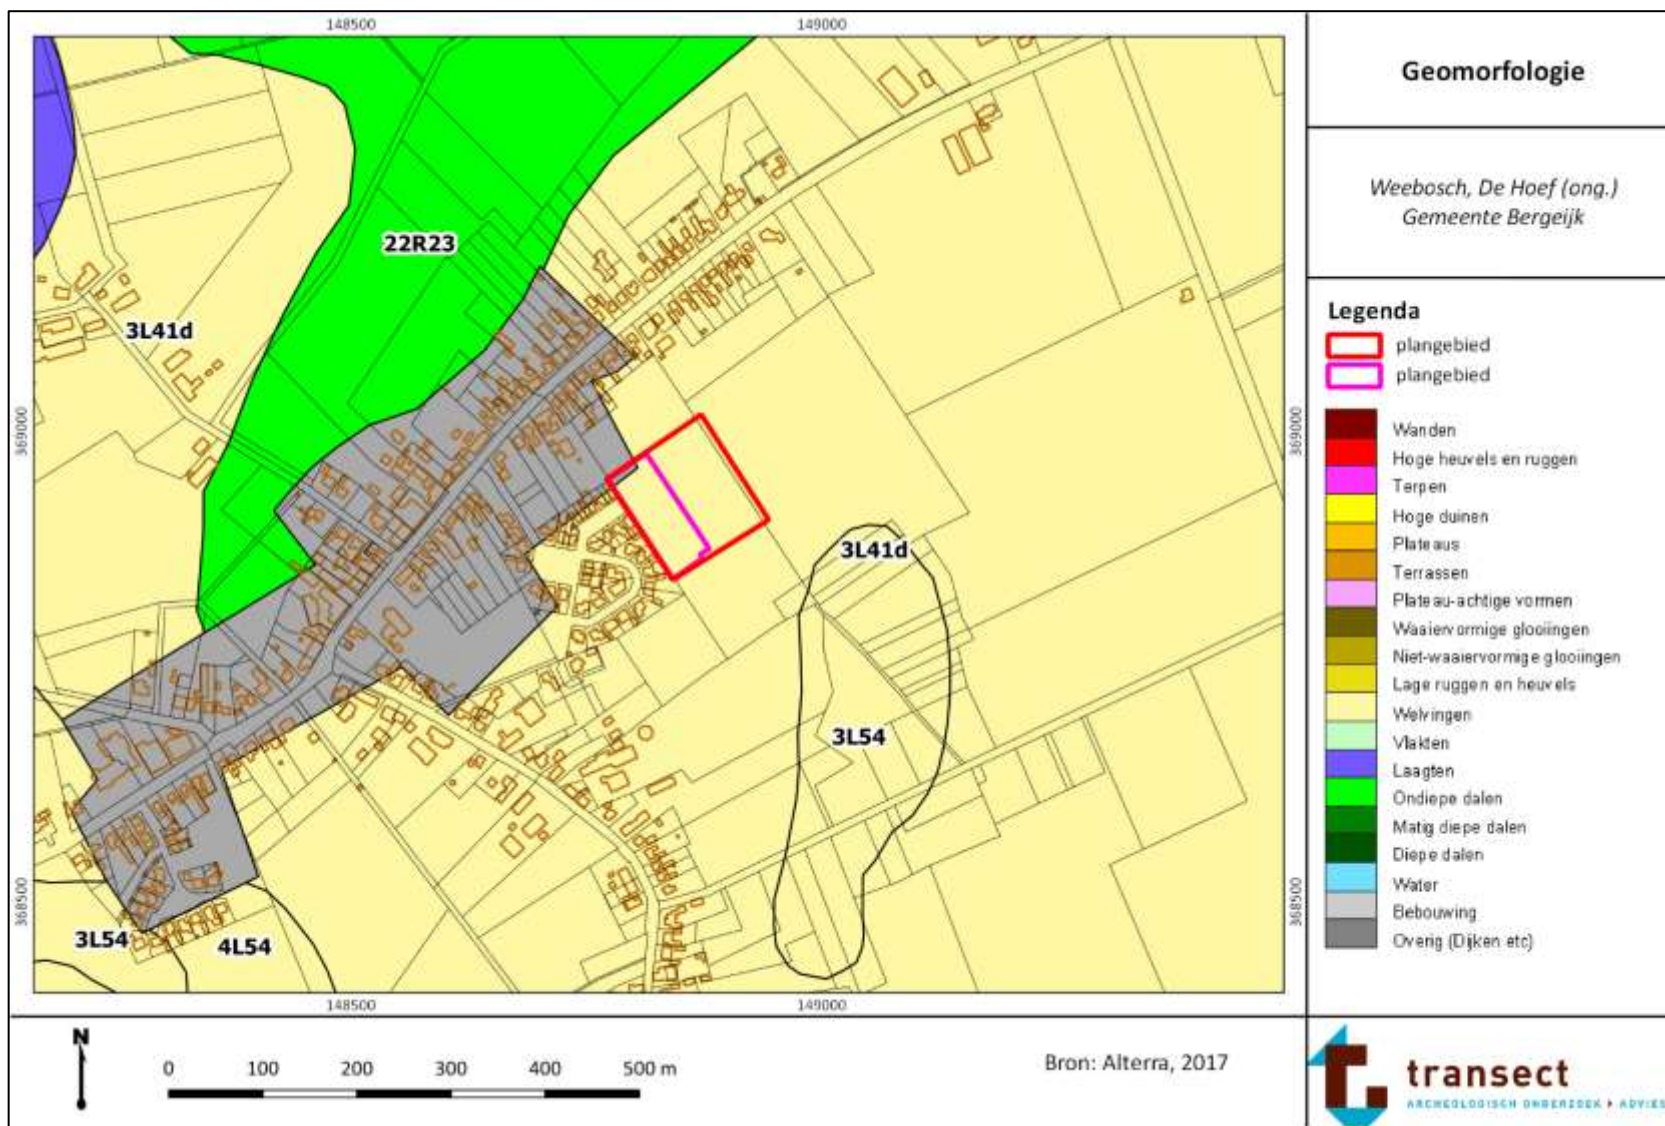 148500
149000
Geomorfologie
Weebosch, De Hoef (ong.)
Gemeente Bergeijk
22R23
3L41d
Legenda
plangebied
plangebied
369000
369000
Wanden
Hoge heuvels en ruggen
Terpen
Hoge duinen
Plateaus
Terrassen
Plateau-achtige vormen
Waaiervormige glooiingen
Niet-waaiervormige glooiingen
Lage ruggen en heuvels
Welvingen
Vlakten
Laagten
Ondiepe dalen
Matig diepe dalen
Diepe dalen
Water
Bebouwing
Overig (Dijken etc)
3L41d
3L54
368500
368500
3L54
4L54
148500
149000
N
0 100 200 300 400 500 m
Bron: Alterra, 2017
transect
ARCHEOLOGISCH ONDERZOEK ▸ ADVIES